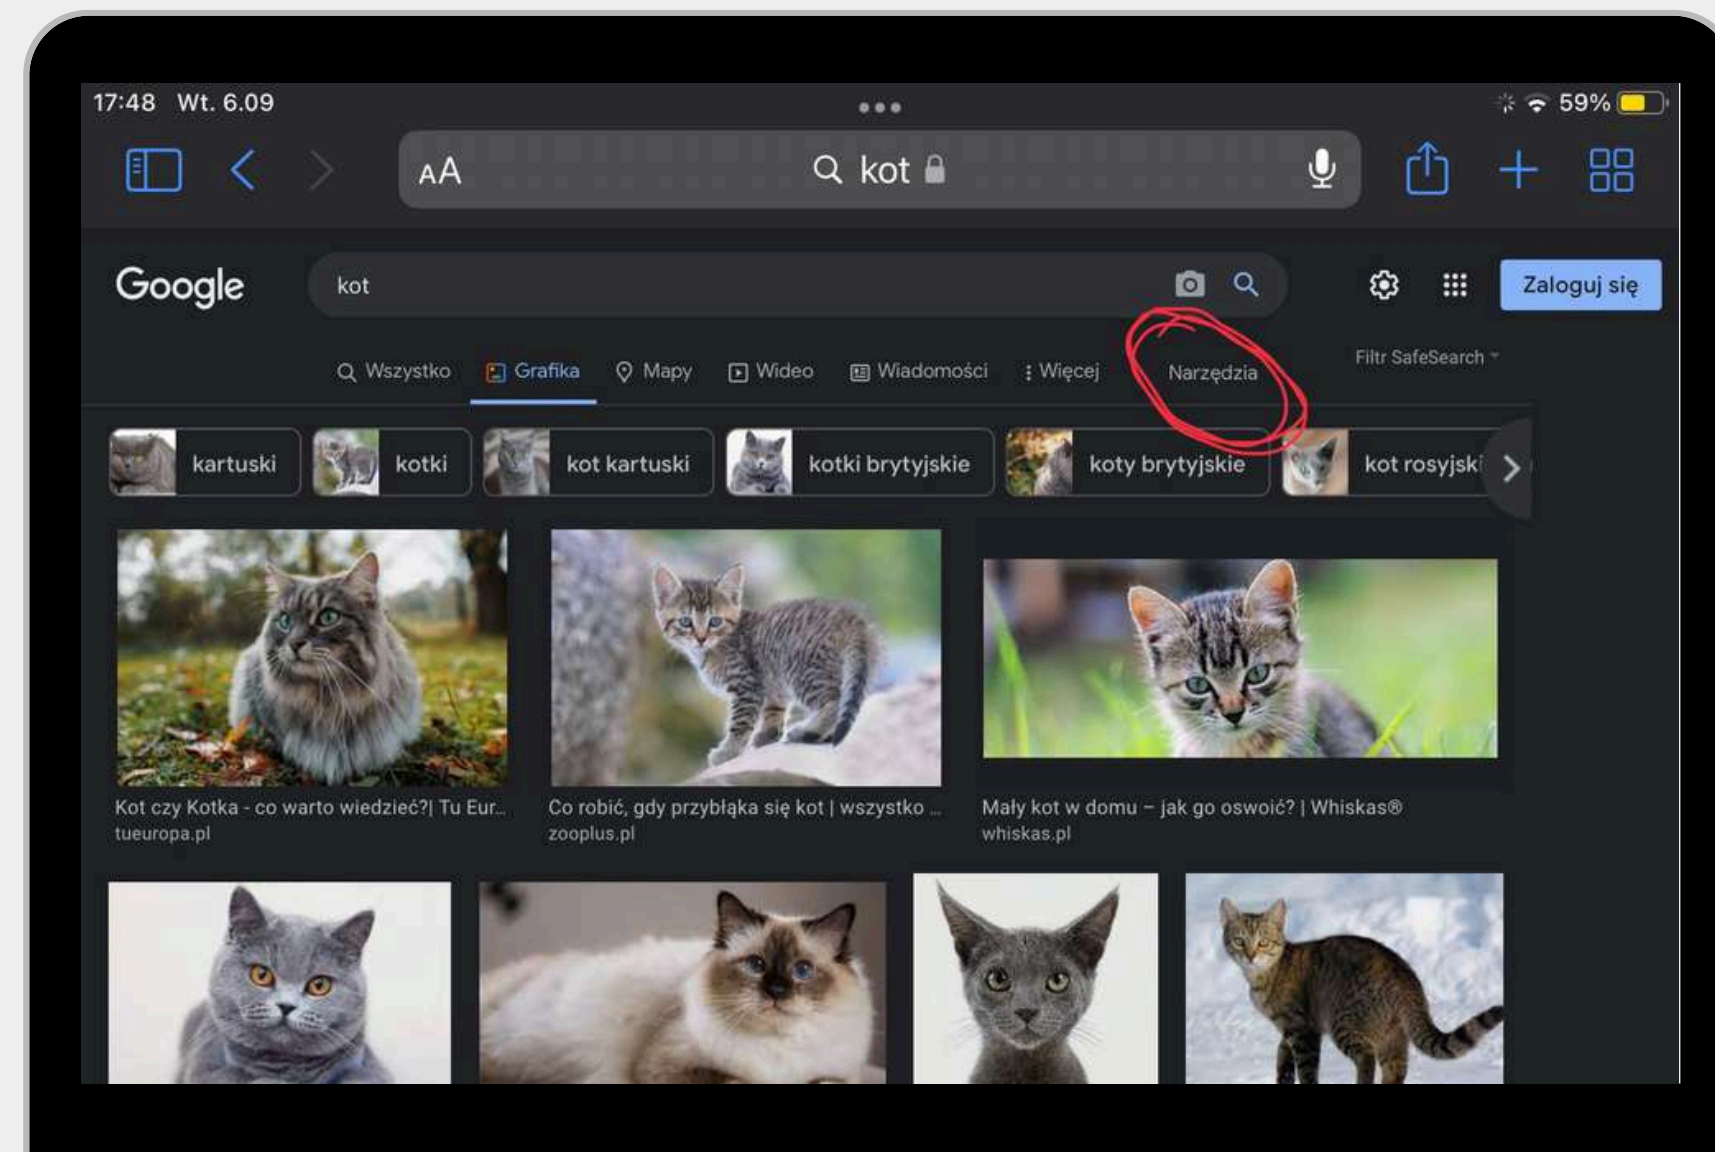 17:48 Wt. 6.09
59%
AA
kot
Google
kot
Zaloguj się
Wszystko Grafika Mapy Wideo Wiadomości Więcej Narzędzia Filtr SafeSearch
kartuski kotki kot kartuski kotki brytyjskie koty brytyjskie kot rosyjski
Kot czy Kotka - co warto wiedzieć?| Tu Eur...
tueuropa.pl
Co robić, gdy przybłąka się kot | wszystko ...
zooplus.pl
Mały kot w domu – jak go oswoić? | Whiskas®
whiskas.pl